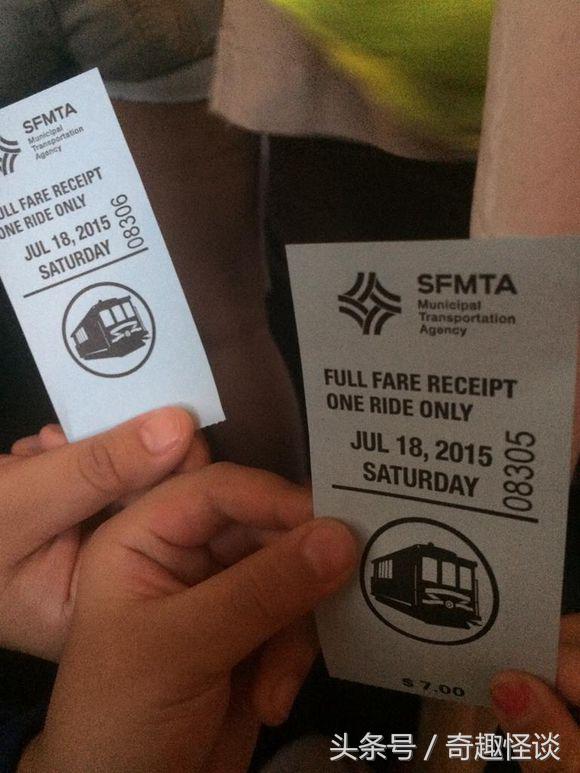 SFMTA
Municipal
Transportation
Agency
FULL FARE RECEIPT
ONE RIDE ONLY
JUL 18, 2015
SATURDAY
08306
SFMTA
Municipal
Transportation
Agency
FULL FARE RECEIPT
ONE RIDE ONLY
JUL 18, 2015
SATURDAY
08305
$ 7.00
头条号 / 奇趣怪谈